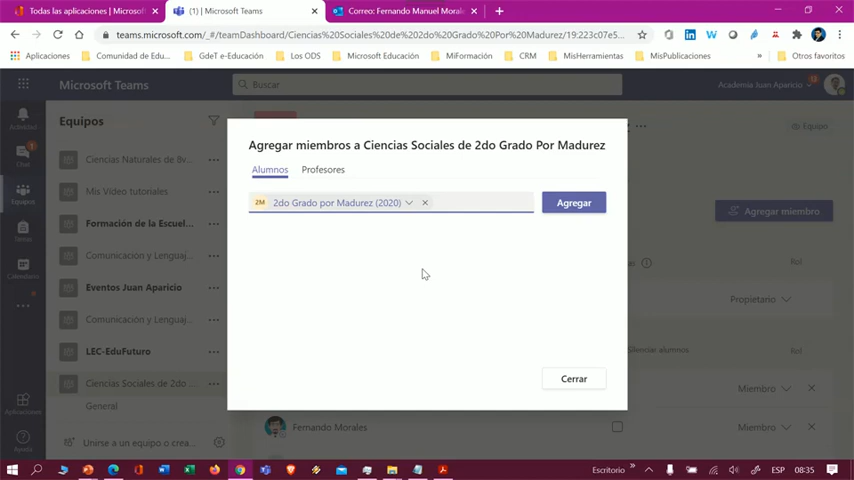 Todas las aplicaciones | Microsoft
(1) | Microsoft Teams
Correo: Fernando Manuel Morales
teams.microsoft.com/_#/teamDashboard/Ciencias%20Sociales%20de%202do%20Grado%20Por%20Madurez/19:223c07e5...
Aplicaciones
Comunidad de Edu...
GdeT e-Educación
Los ODS
Microsoft Educación
MiFormación
CRM
MisHerramientas
MisPublicaciones
Otros favoritos
Microsoft Teams
Buscar
Academia Juan Aparicio
Actividad
Chat
1
Equipos
Tareas
Calendario
Aplicaciones
Ayuda
Equipos
Ciencias Naturales de 8v...
Mis Video tutoriales
Formación de la Escuel...
Comunicación y Lenguaj...
Eventos Juan Aparicio
Comunicación y Lenguaj...
LEC-EduFuturo
Ciencias Sociales de 2do ...
General
Unirse a un equipo o crea...
Agregar miembros a Ciencias Sociales de 2do Grado Por Madurez
Alumnos
Profesores
2M
2do Grado por Madurez (2020)
Agregar
Cerrar
Equipo
Agregar miembro
Rol
Propietario
Silenciar alumnos
Rol
Miembro
Fernando Morales
Miembro
Escritorio
ESP
08:35